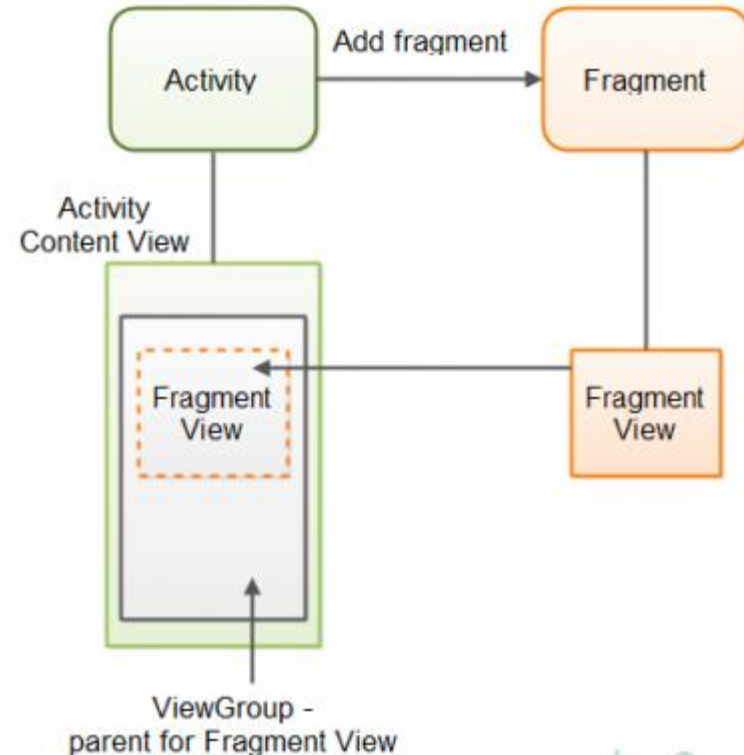 Add fragment
Activity
Fragment
Activity
Content View
Fragment
View
Fragment
View
ViewGroup -
parent for Fragment View